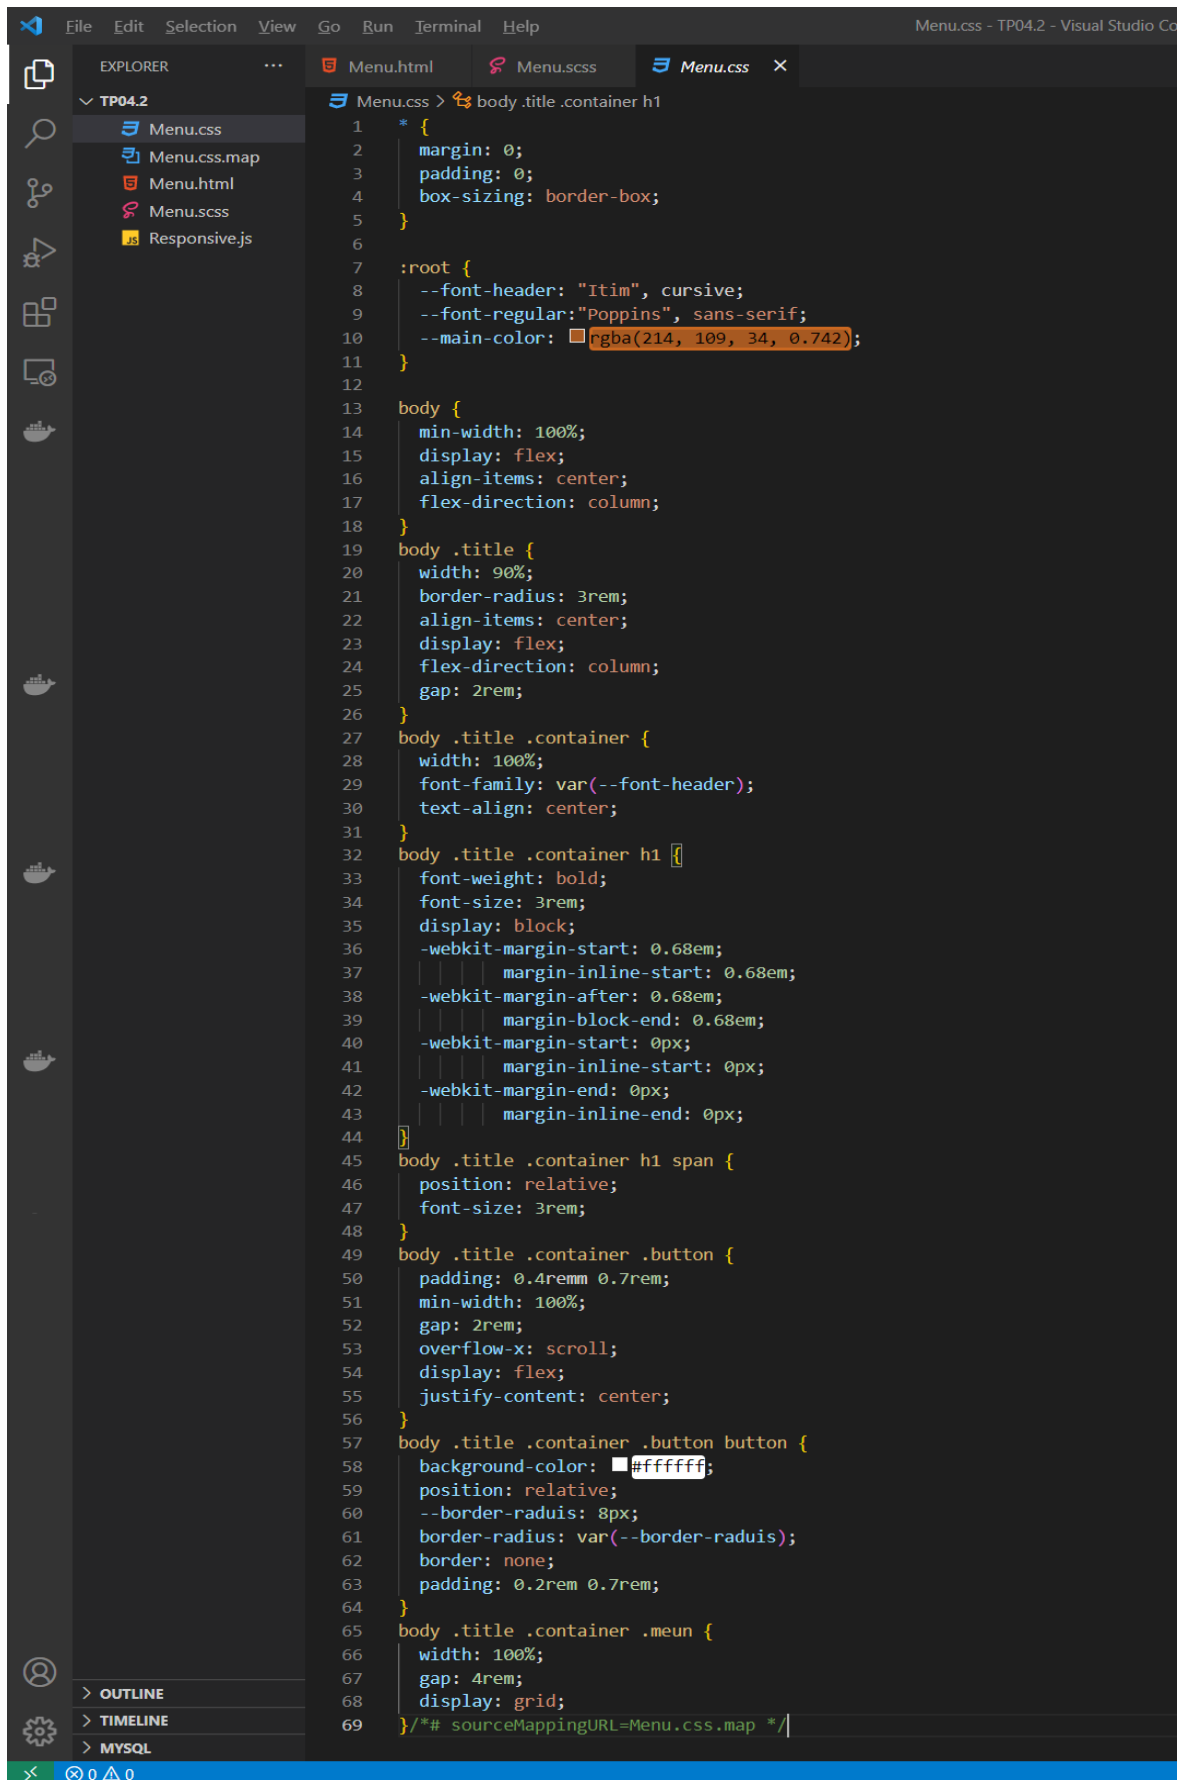 File Edit Selection View Go Run Terminal Help Menu.css - TP04.2 - Visual Studio Co
EXPLORER ...
Menu.html Menu.scss Menu.css
TP04.2
Menu.css > body .title .container h1
Menu.css
Menu.css.map
Menu.html
Menu.scss
JS Responsive.js
1 * {
2 margin: 0;
3 padding: 0;
4 box-sizing: border-box;
5 }
6
7 :root {
8 --font-header: "Itim", cursive;
9 --font-regular:"Poppins", sans-serif;
10 --main-color: rgba(214, 109, 34, 0.742);
11 }
12
13 body {
14 min-width: 100%;
15 display: flex;
16 align-items: center;
17 flex-direction: column;
18 }
19 body .title {
20 width: 90%;
21 border-radius: 3rem;
22 align-items: center;
23 display: flex;
24 flex-direction: column;
25 gap: 2rem;
26 }
27 body .title .container {
28 width: 100%;
29 font-family: var(--font-header);
30 text-align: center;
31 }
32 body .title .container h1 {
33 font-weight: bold;
34 font-size: 3rem;
35 display: block;
36 -webkit-margin-start: 0.68em;
37 margin-inline-start: 0.68em;
38 -webkit-margin-after: 0.68em;
39 margin-block-end: 0.68em;
40 -webkit-margin-start: 0px;
41 margin-inline-start: 0px;
42 -webkit-margin-end: 0px;
43 margin-inline-end: 0px;
44 }
45 body .title .container h1 span {
46 position: relative;
47 font-size: 3rem;
48 }
49 body .title .container .button {
50 padding: 0.4remm 0.7rem;
51 min-width: 100%;
52 gap: 2rem;
53 overflow-x: scroll;
54 display: flex;
55 justify-content: center;
56 }
57 body .title .container .button button {
58 background-color: #ffffff;
59 position: relative;
60 --border-raduis: 8px;
61 border-radius: var(--border-raduis);
62 border: none;
63 padding: 0.2rem 0.7rem;
64 }
65 body .title .container .meun {
66 width: 100%;
67 gap: 4rem;
68 display: grid;
69 }/*# sourceMappingURL=Menu.css.map */
OUTLINE
TIMELINE
MYSQL
0 0